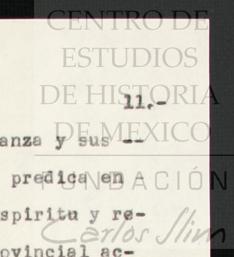 CENTRO DE
ESTUDIOS
DE HISTORIA
11.-
DE MEXICO
anza y sus --
predica en -
FUNDACIÓN
spiritu y re-
Carlos Slim
ovincial ac-